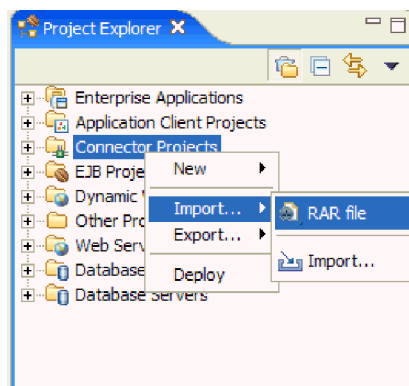 Project Explorer
Enterprise Applications
Application Client Projects
Connector Projects
EJB Proje
Dynamic
Other Pro
Web Serv
Database
Database Servers
New
Import...
Export...
Deploy
RAR file
Import...